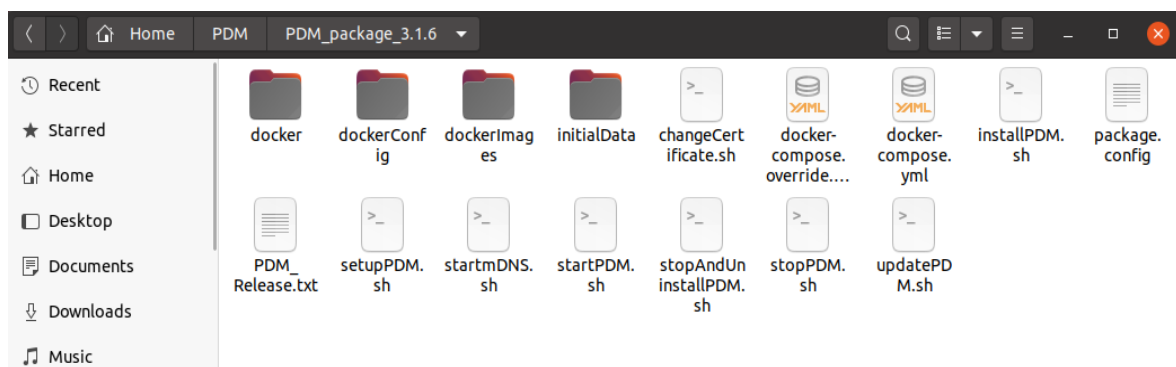 Home PDM PDM_package_3.1.6
Recent
Starred
Home
Desktop
Documents
Downloads
Music
docker dockerConf dockerImag initialData changeCert docker- docker- installPDM. package.
ig es ificate.sh compose. compose. sh config
override.... yml
PDM_ setupPDM. startmDNS. startPDM. stopAndUn stopPDM. updatePD
Release.txt sh sh sh installPDM. sh M.sh
sh
>_ YAML YAML >_
>_ >_ >_ >_ >_ >_